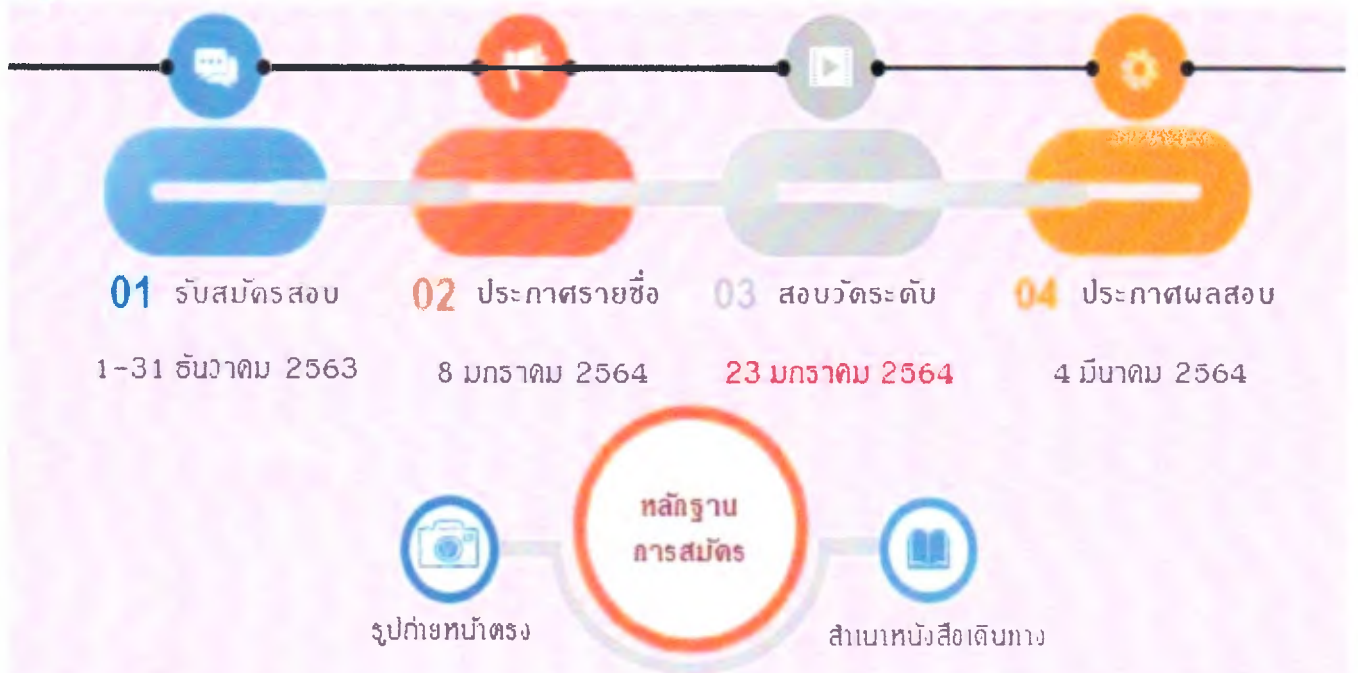 01 รับสมัครสอบ
02 ประกาศรายชื่อ
03 สอบวัดระดับ
04 ประกาศผลสอบ
1-31 ธันวาคม 2563
8 มกราคม 2564
23 มกราคม 2564
4 มีนาคม 2564
หลักฐาน
การสมัคร
รูปถ่ายหน้าตรง
สำเนาหนังสือเดินทาง